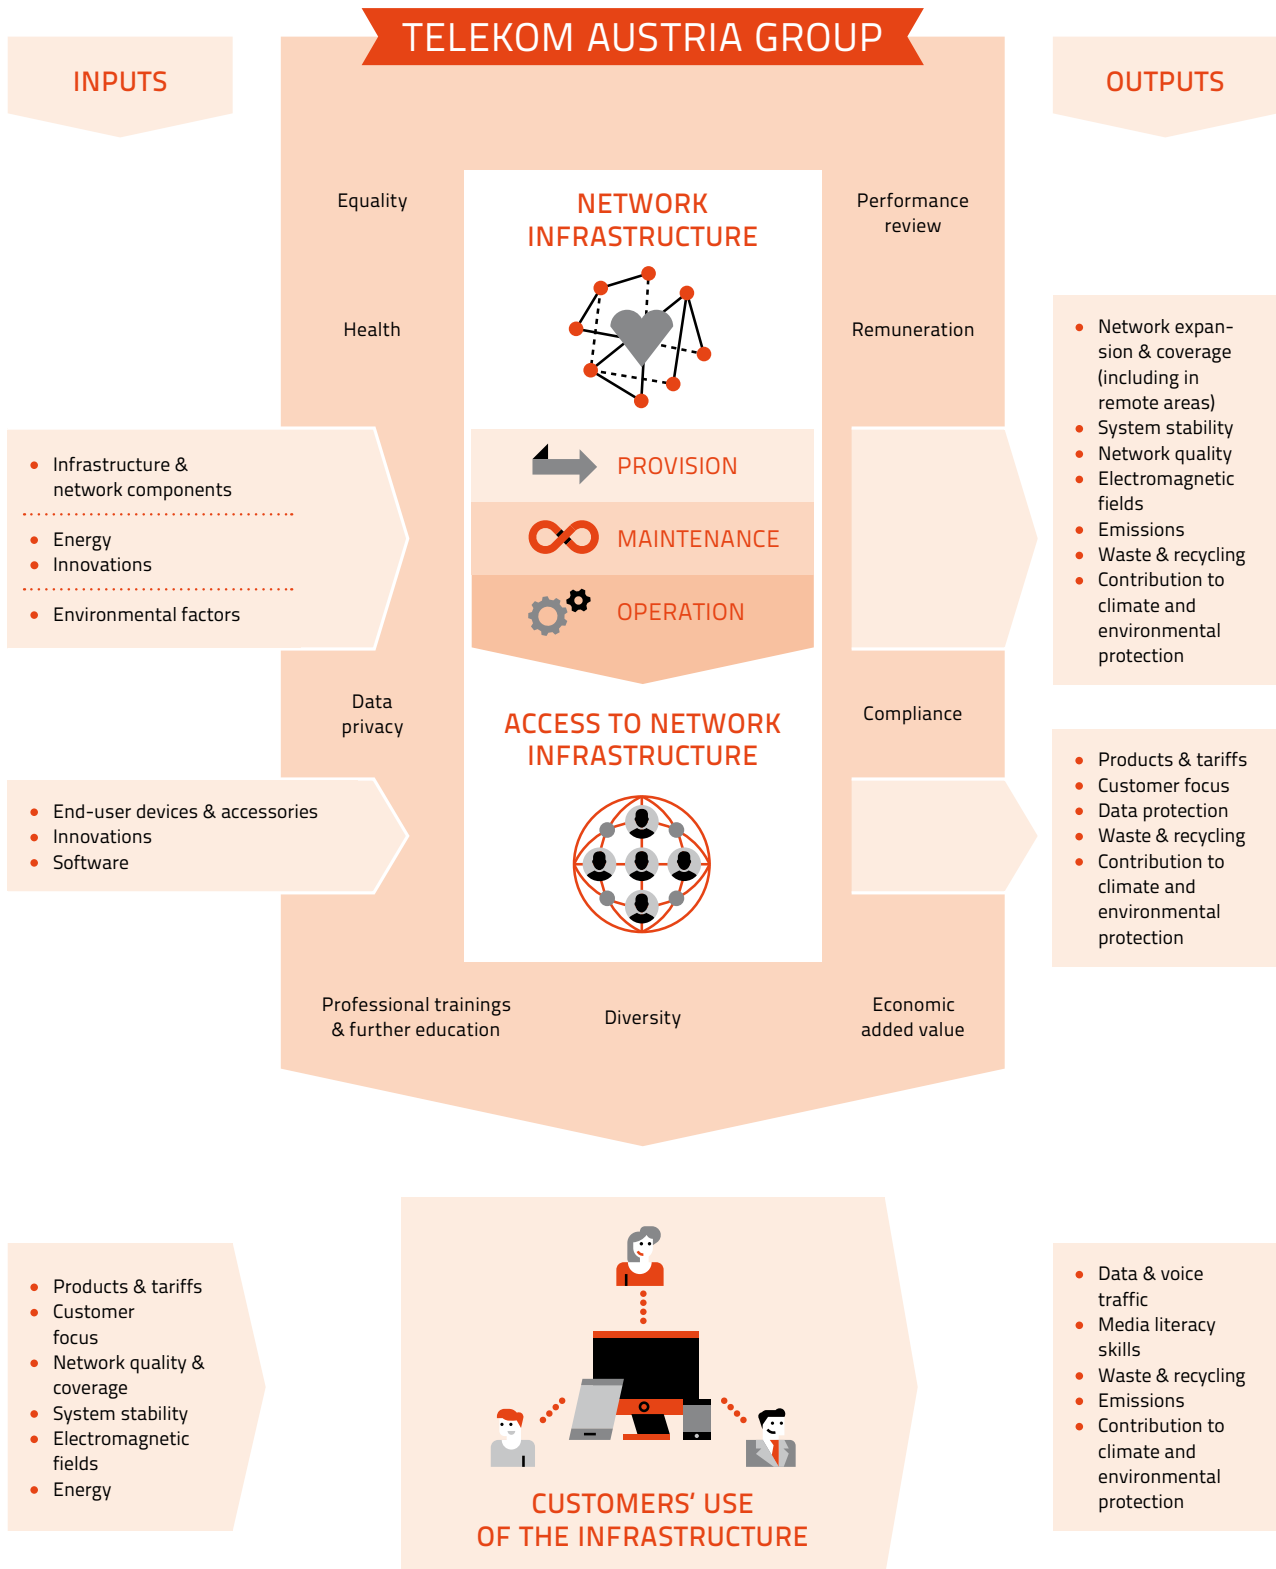 TELEKOM AUSTRIA GROUP
INPUTS
OUTPUTS
Equality
Health
NETWORK
INFRASTRUCTURE
Performance
review
Remuneration
• Infrastructure &
network components
• Energy
• Innovations
• Environmental factors
PROVISION
MAINTENANCE
OPERATION
• Network expan-
sion & coverage
(including in
remote areas)
• System stability
• Network quality
• Electromagnetic
fields
• Emissions
• Waste & recycling
• Contribution to
climate and
environmental
protection
Data
privacy
ACCESS TO NETWORK
INFRASTRUCTURE
Compliance
• End-user devices & accessories
• Innovations
• Software
• Products & tariffs
• Customer focus
• Data protection
• Waste & recycling
• Contribution to
climate and
environmental
protection
Professional trainings
& further education
Diversity
Economic
added value
• Products & tariffs
• Customer
focus
• Network quality &
coverage
• System stability
• Electromagnetic
fields
• Energy
CUSTOMERS‘ USE
OF THE INFRASTRUCTURE
• Data & voice
traffic
• Media literacy
skills
• Waste & recycling
• Emissions
• Contribution to
climate and
environmental
protection